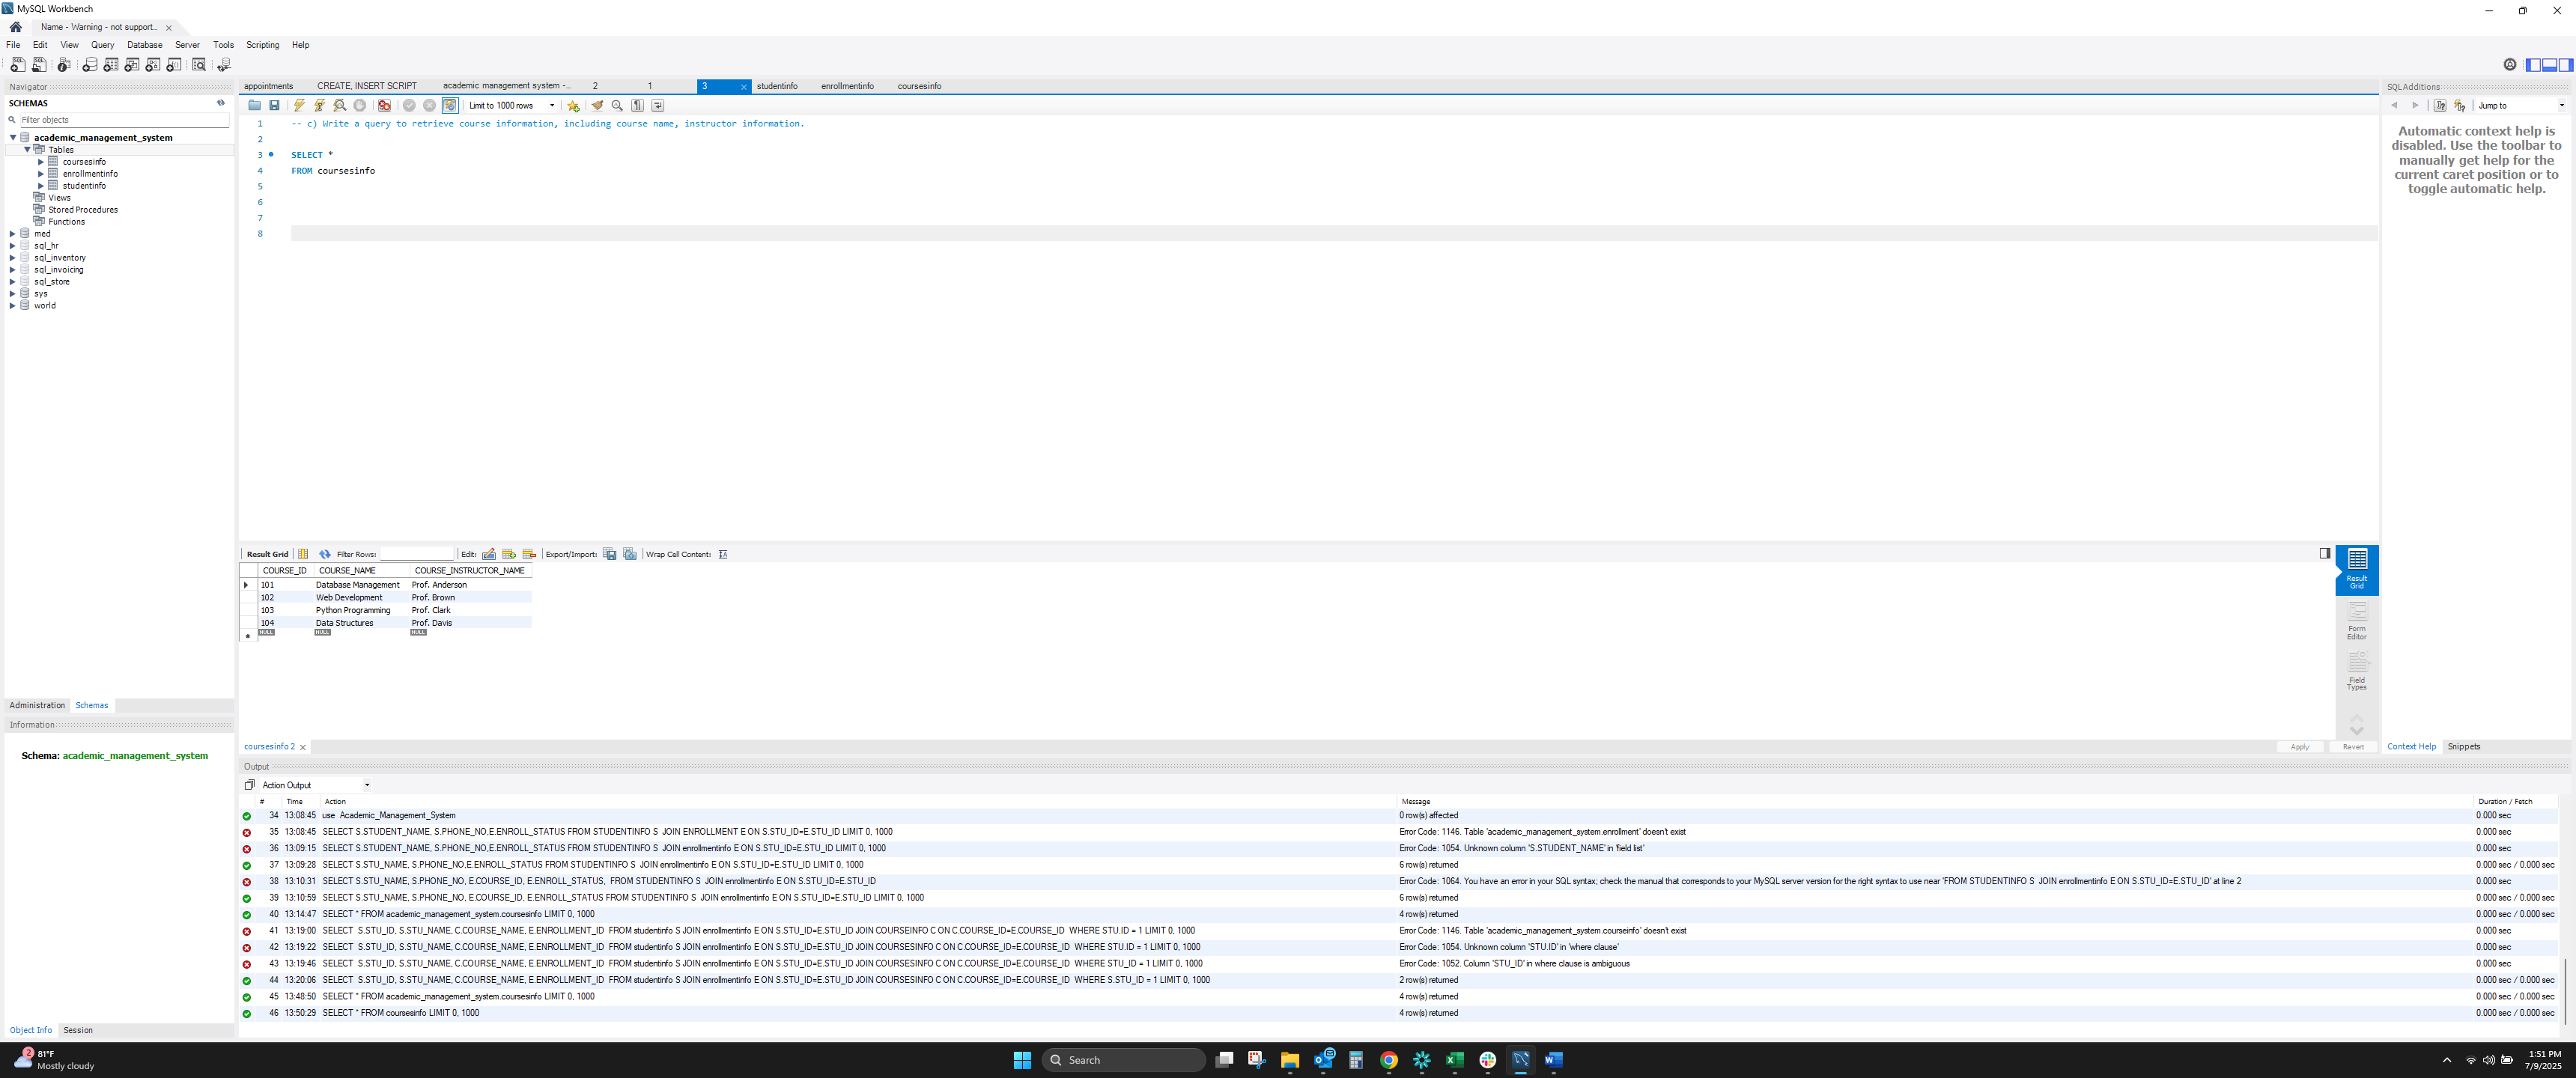 MySQL Workbench
Name - Warning - not support...
File Edit View Query Database Server Tools Scripting Help
Navigator
SCHEMAS
Filter objects
academic_management_system
Tables
coursesinfo
enrollmentinfo
studentinfo
Views
Stored Procedures
Functions
med
sql_hr
sql_inventory
sql_invoicing
sql_store
sys
world
Administration Schemas
Information
Schema: academic_management_system
Object Info Session
appointments CREATE, INSERT SCRIPT academic management system -... 2 1 3 studentinfo enrollmentinfo coursesinfo
Limit to 1000 rows
1 -- c) Write a query to retrieve course information, including course name, instructor information.
2
3 SELECT *
4 FROM coursesinfo
5
6
7
8
Result Grid Filter Rows: Edit: Export/Import: Wrap Cell Content:
COURSE_ID COURSE_NAME COURSE_INSTRUCTOR_NAME
101 Database Management Prof. Anderson
102 Web Development Prof. Brown
103 Python Programming Prof. Clark
104 Data Structures Prof. Davis
NULL NULL NULL
Result Grid
Form Editor
Field Types
coursesinfo 2
Apply Revert
SQLAdditions
Jump to
Automatic context help is
disabled. Use the toolbar to
manually get help for the
current caret position or to
toggle automatic help.
Context Help Snippets
Output
Action Output
# Time Action Message Duration / Fetch
34 13:08:45 use Academic_Management_System 0 row(s) affected 0.000 sec
35 13:08:45 SELECT S.STUDENT_NAME, S.PHONE_NO,E.ENROLL_STATUS FROM STUDENTINFO S JOIN ENROLLMENT E ON S.STU_ID=E.STU_ID LIMIT 0, 1000 Error Code: 1146. Table 'academic_management_system.enrollment' doesn't exist 0.000 sec
36 13:09:15 SELECT S.STUDENT_NAME, S.PHONE_NO,E.ENROLL_STATUS FROM STUDENTINFO S JOIN enrollmentinfo E ON S.STU_ID=E.STU_ID LIMIT 0, 1000 Error Code: 1054. Unknown column 'S.STUDENT_NAME' in 'field list' 0.000 sec
37 13:09:28 SELECT S.STU_NAME, S.PHONE_NO,E.ENROLL_STATUS FROM STUDENTINFO S JOIN enrollmentinfo E ON S.STU_ID=E.STU_ID LIMIT 0, 1000 6 row(s) returned 0.000 sec / 0.000 sec
38 13:10:31 SELECT S.STU_NAME, S.PHONE_NO, E.COURSE_ID, E.ENROLL_STATUS, FROM STUDENTINFO S JOIN enrollmentinfo E ON S.STU_ID=E.STU_ID Error Code: 1064. You have an error in your SQL syntax; check the manual that corresponds to your MySQL server version for the right syntax to use near 'FROM STUDENTINFO S JOIN enrollmentinfo E ON S.STU_ID=E.STU_ID' at line 2 0.000 sec
39 13:10:59 SELECT S.STU_NAME, S.PHONE_NO, E.COURSE_ID, E.ENROLL_STATUS FROM STUDENTINFO S JOIN enrollmentinfo E ON S.STU_ID=E.STU_ID LIMIT 0, 1000 6 row(s) returned 0.000 sec / 0.000 sec
40 13:14:47 SELECT * FROM academic_management_system.coursesinfo LIMIT 0, 1000 4 row(s) returned 0.000 sec / 0.000 sec
41 13:19:00 SELECT S.STU_ID, S.STU_NAME, C.COURSE_NAME, E.ENROLLMENT_ID FROM studentinfo S JOIN enrollmentinfo E ON S.STU_ID=E.STU_ID JOIN COURSEINFO C ON C.COURSE_ID=E.COURSE_ID WHERE STU.ID = 1 LIMIT 0, 1000 Error Code: 1146. Table 'academic_management_system.courseinfo' doesn't exist 0.000 sec
42 13:19:22 SELECT S.STU_ID, S.STU_NAME, C.COURSE_NAME, E.ENROLLMENT_ID FROM studentinfo S JOIN enrollmentinfo E ON S.STU_ID=E.STU_ID JOIN COURSESINFO C ON C.COURSE_ID=E.COURSE_ID WHERE STU.ID = 1 LIMIT 0, 1000 Error Code: 1054. Unknown column 'STU.ID' in 'where clause' 0.000 sec
43 13:19:46 SELECT S.STU_ID, S.STU_NAME, C.COURSE_NAME, E.ENROLLMENT_ID FROM studentinfo S JOIN enrollmentinfo E ON S.STU_ID=E.STU_ID JOIN COURSESINFO C ON C.COURSE_ID=E.COURSE_ID WHERE STU_ID = 1 LIMIT 0, 1000 Error Code: 1052. Column 'STU_ID' in where clause is ambiguous 0.000 sec
44 13:20:06 SELECT S.STU_ID, S.STU_NAME, C.COURSE_NAME, E.ENROLLMENT_ID FROM studentinfo S JOIN enrollmentinfo E ON S.STU_ID=E.STU_ID JOIN COURSESINFO C ON C.COURSE_ID=E.COURSE_ID WHERE S.STU_ID = 1 LIMIT 0, 1000 2 row(s) returned 0.000 sec / 0.000 sec
45 13:48:50 SELECT * FROM academic_management_system.coursesinfo LIMIT 0, 1000 4 row(s) returned 0.000 sec / 0.000 sec
46 13:50:29 SELECT * FROM coursesinfo LIMIT 0, 1000 4 row(s) returned 0.000 sec / 0.000 sec
2 81°F
Mostly cloudy
Search
1:51 PM
7/9/2025